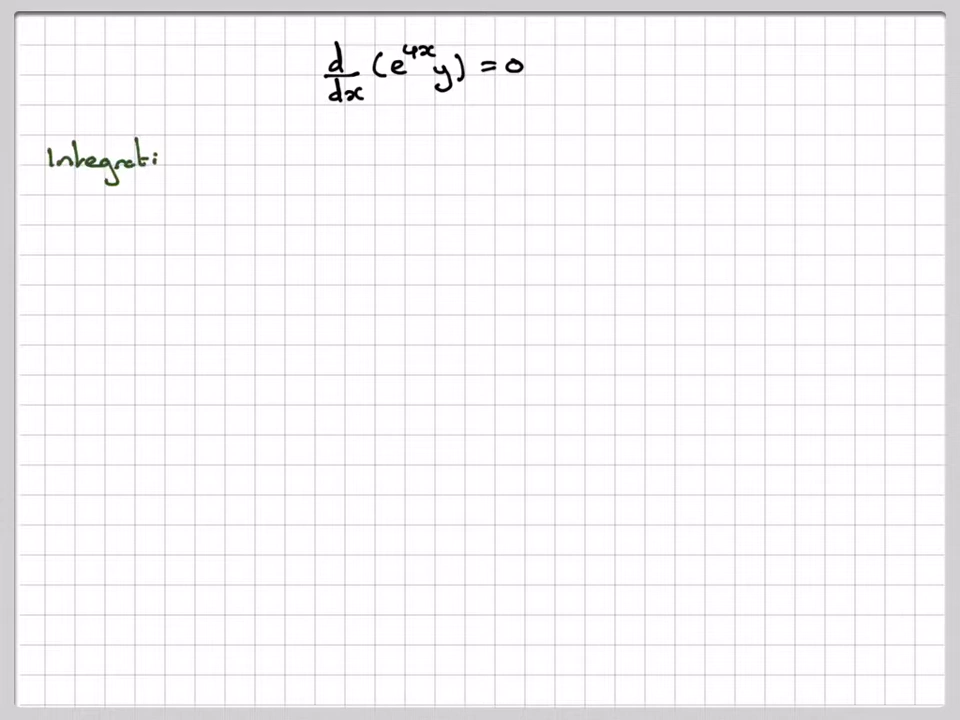 d/dx (e^{4x}y) = 0
Integrati